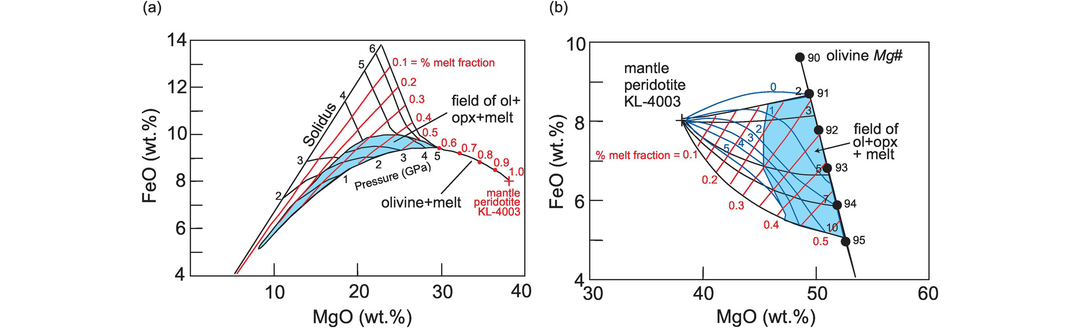 (a)
14
12
10
8
6
4
FeO (wt.%)
10
20
30
40
MgO (wt.%)
Solidus
2
3
4
5
6
0.1 = % melt fraction
0.2
0.3
0.4
0.5
0.6
0.7
0.8
0.9
1.0
field of ol+
opx+melt
1
2
3
4
5
Pressure (GPa)
olivine+melt
mantle
peridotite
KL-4003
(b)
10
8
6
4
FeO (wt.%)
30
40
50
60
MgO (wt.%)
mantle
peridotite
KL-4003
90
olivine Mg#
91
92
93
94
95
field of
ol+opx
+ melt
0
1
2
3
4
5
2
3
5
7
10
% melt fraction = 0.1
0.2
0.3
0.4
0.5